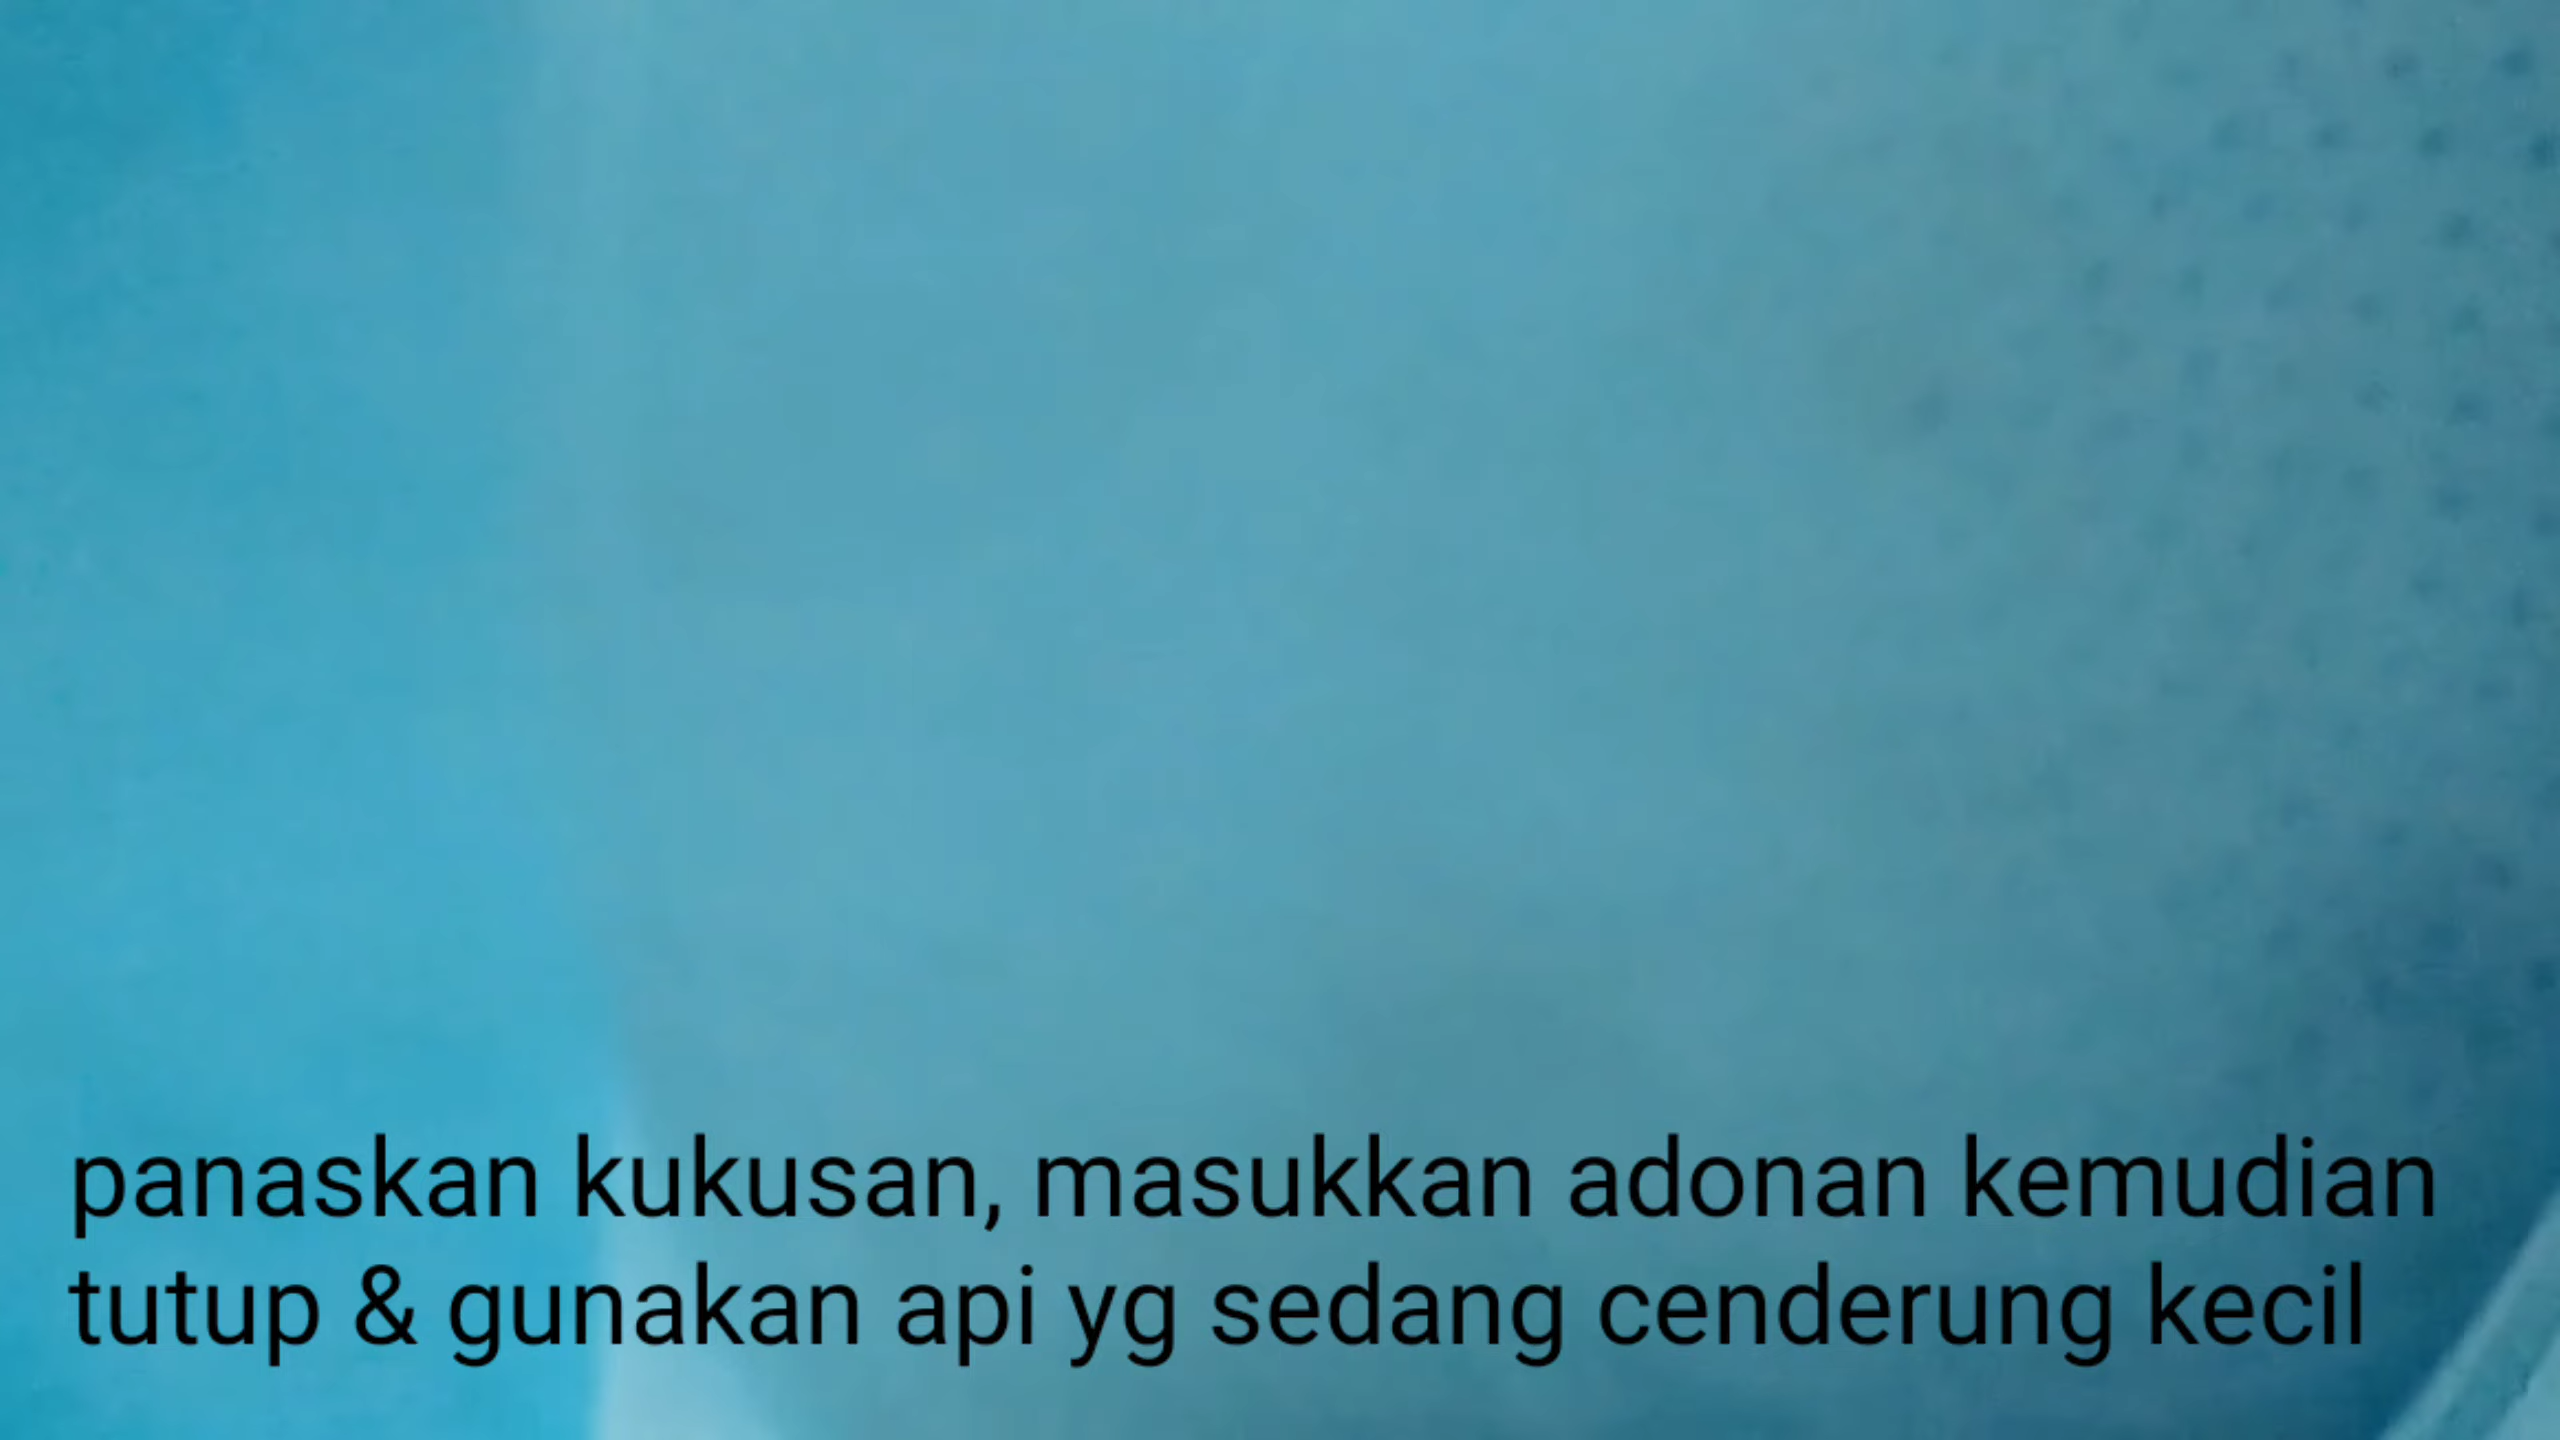 panaskan kukusan, masukkan adonan kemudian
tutup & gunakan api yg sedang cenderung kecil